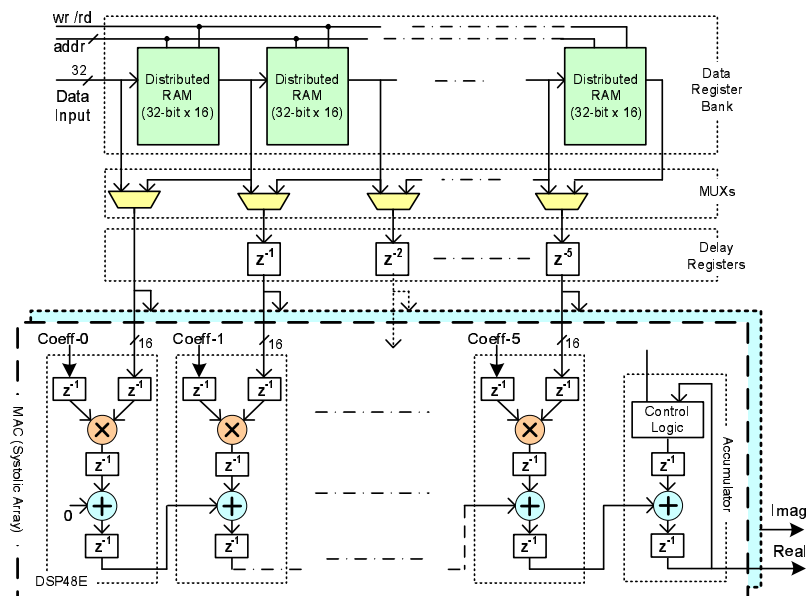 wr /rd
addr
32
Data
Input
Distributed
RAM
(32-bit x 16)
Distributed
RAM
(32-bit x 16)
Distributed
RAM
(32-bit x 16)
Data
Register
Bank
MUXs
z-1
z-2
z-5
Delay
Registers
Coeff-0
16
Coeff-1
16
Coeff-5
16
z-1
z-1
z-1
z-1
z-1
z-1
Control
Logic
z-1
z-1
z-1
z-1
0
z-1
z-1
z-1
z-1
MAC (Systolic Array)
Accumulator
DSP48E
Imag
Real